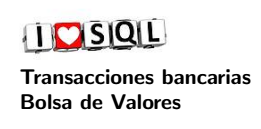 I ♥ SQL
Transacciones bancarias
Bolsa de Valores